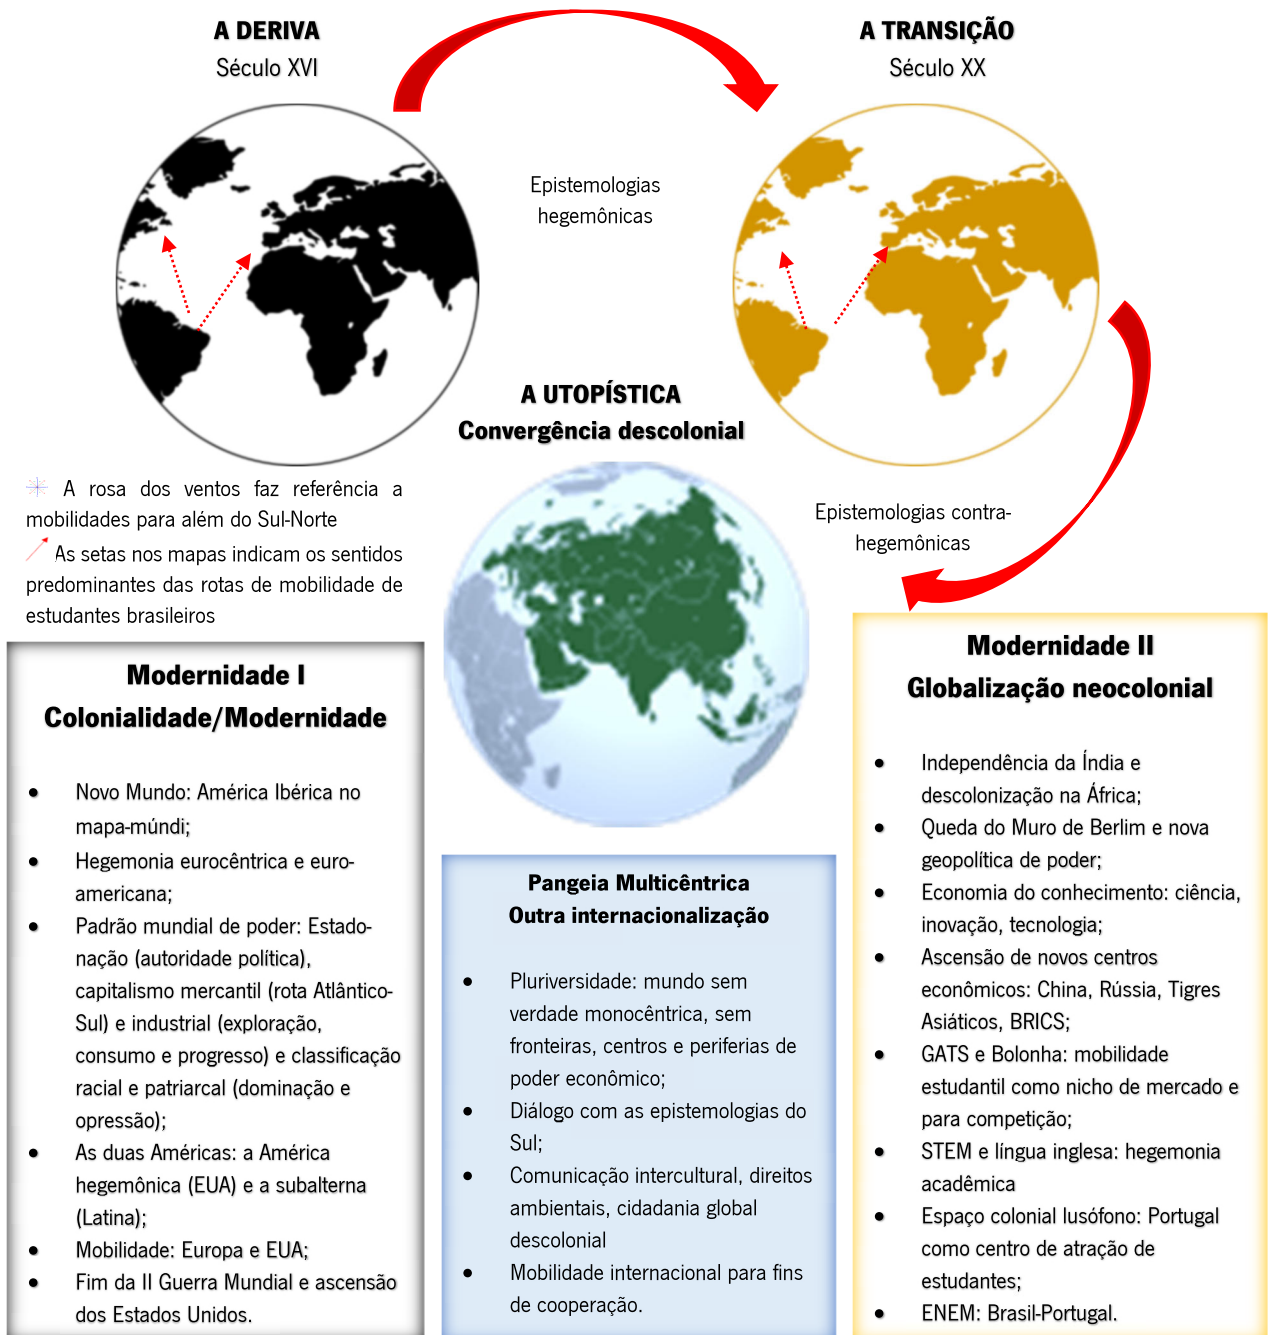 A DERIVA
Século XVI
A TRANSIÇÃO
Século XX
Epistemologias
hegemônicas
A UTOPÍSTICA
Convergência descolonial
A rosa dos ventos faz referência a
mobilidades para além do Sul-Norte
As setas nos mapas indicam os sentidos
predominantes das rotas de mobilidade de
estudantes brasileiros
Epistemologias contra-
hegemônicas
Modernidade I
Colonialidade/Modernidade
• Novo Mundo: América Ibérica no
mapa-múndi;
• Hegemonia eurocêntrica e euro-
americana;
• Padrão mundial de poder: Estado-
nação (autoridade política),
capitalismo mercantil (rota Atlântico-
Sul) e industrial (exploração,
consumo e progresso) e classificação
racial e patriarcal (dominação e
opressão);
• As duas Américas: a América
hegemônica (EUA) e a subalterna
(Latina);
• Mobilidade: Europa e EUA;
• Fim da II Guerra Mundial e ascensão
dos Estados Unidos.
Pangeia Multicêntrica
Outra internacionalização
• Pluriversidade: mundo sem
verdade monocêntrica, sem
fronteiras, centros e periferias de
poder econômico;
• Diálogo com as epistemologias do
Sul;
• Comunicação intercultural, direitos
ambientais, cidadania global
descolonial
• Mobilidade internacional para fins
de cooperação.
Modernidade II
Globalização neocolonial
• Independência da Índia e
descolonização na África;
• Queda do Muro de Berlim e nova
geopolítica de poder;
• Economia do conhecimento: ciência,
inovação, tecnologia;
• Ascensão de novos centros
econômicos: China, Rússia, Tigres
Asiáticos, BRICS;
• GATS e Bolonha: mobilidade
estudantil como nicho de mercado e
para competição;
• STEM e língua inglesa: hegemonia
acadêmica
• Espaço colonial lusófono: Portugal
como centro de atração de
estudantes;
• ENEM: Brasil-Portugal.